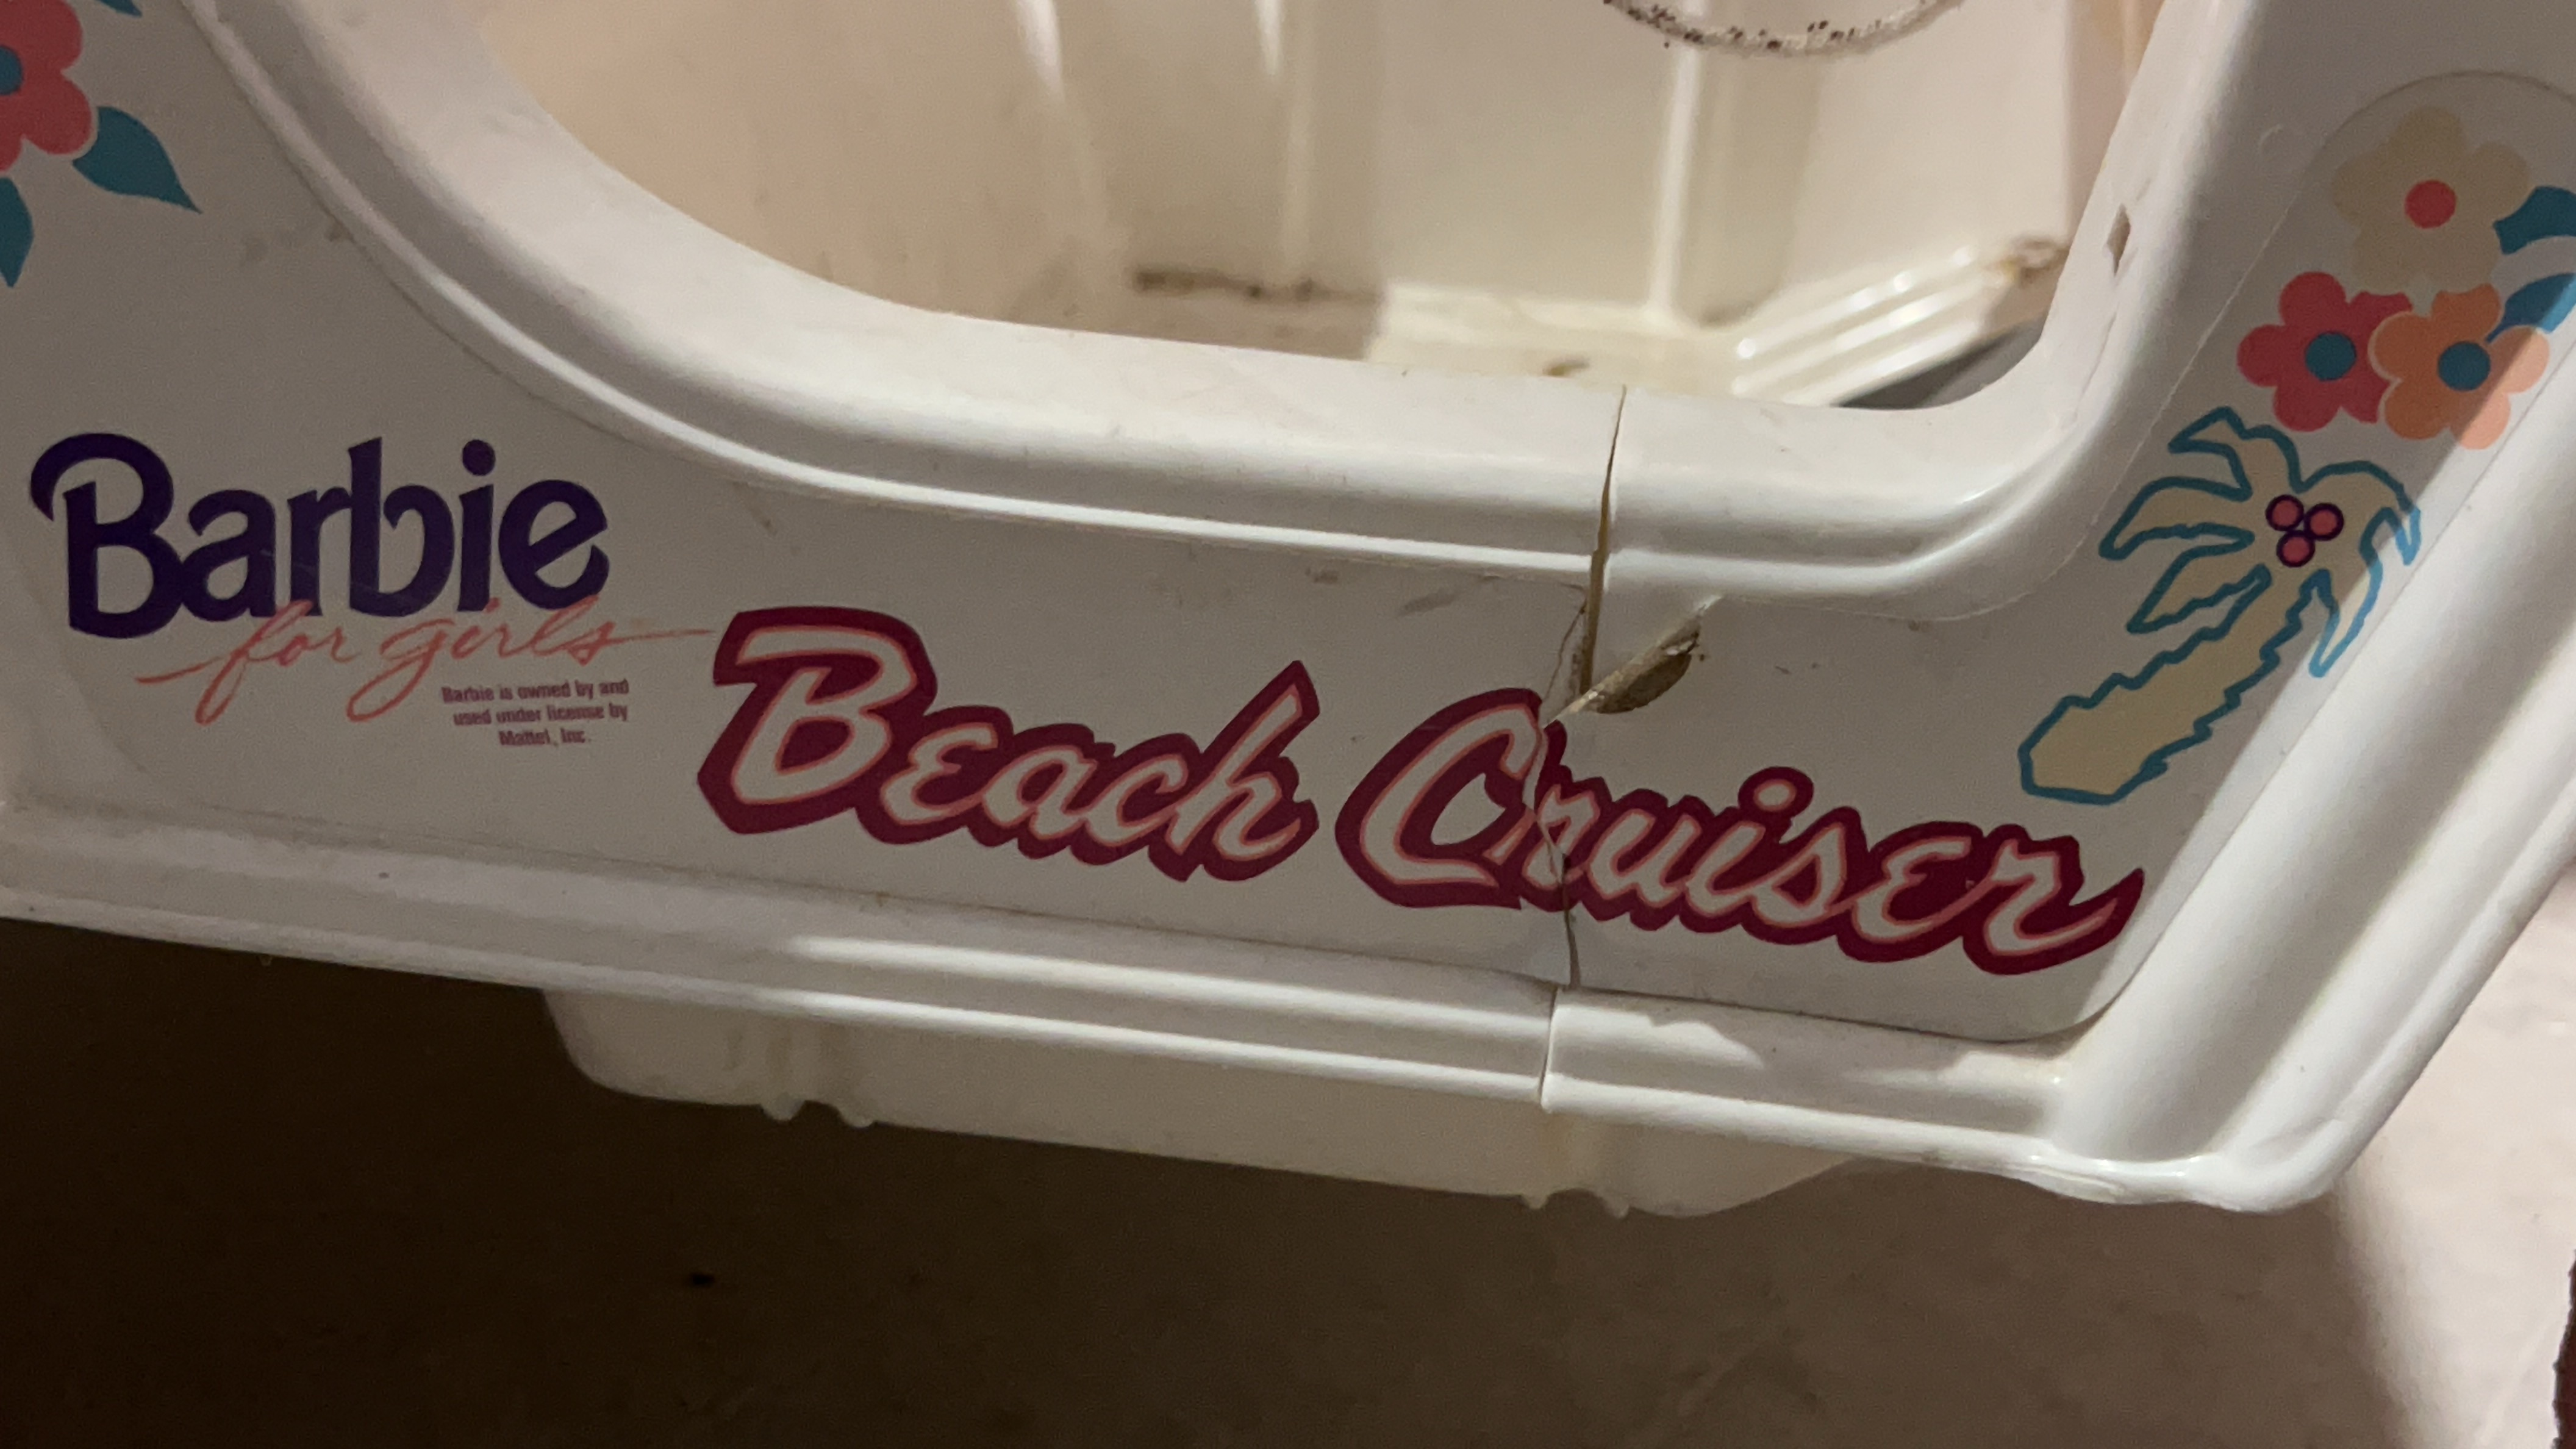 Barbie
for girls
Barbie is owned by and
used under license by
Mattel, Inc.
Beach Cruiser